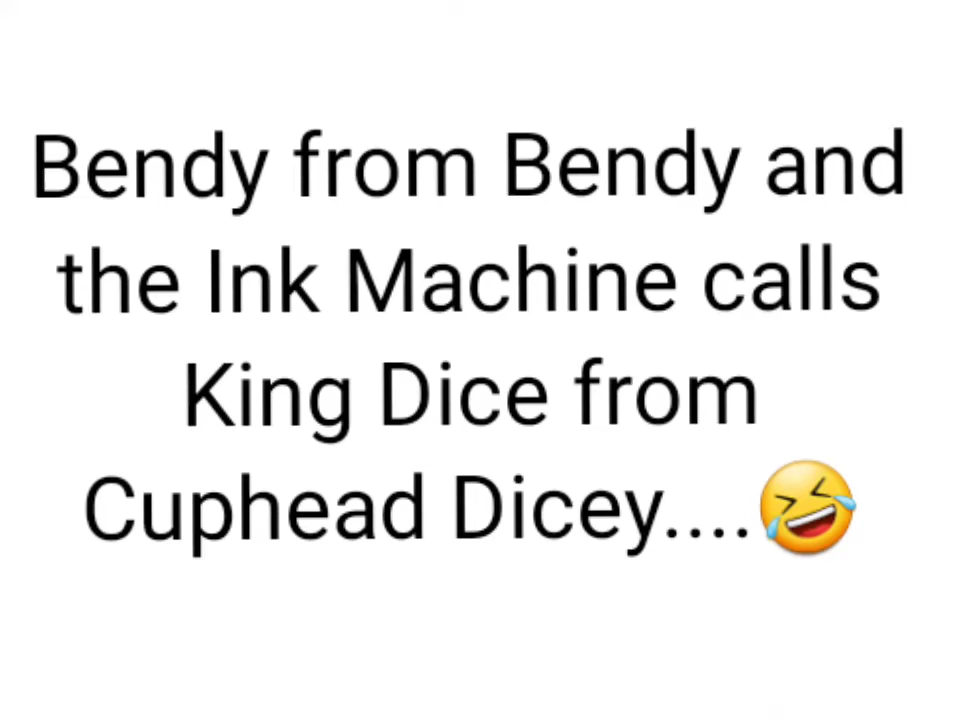 Bendy from Bendy and
the Ink Machine calls
King Dice from
Cuphead Dicey....🤣